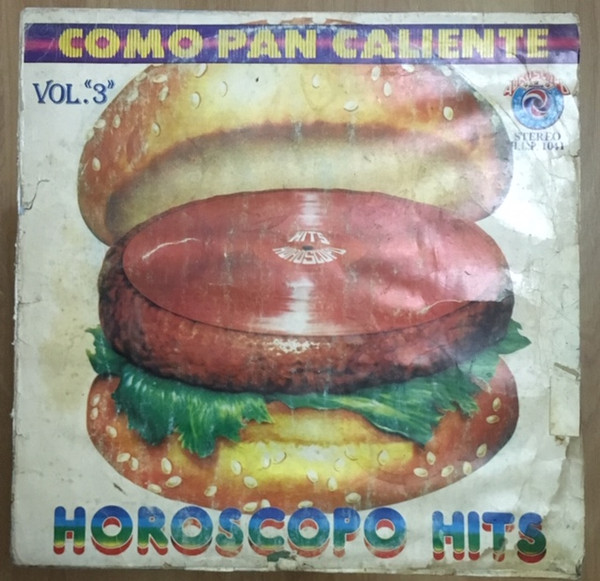 COMO PAN CALIENTE
VOL. "3"
STEREO
HITS
HOROSCOPO
HOROSCOPO HITS